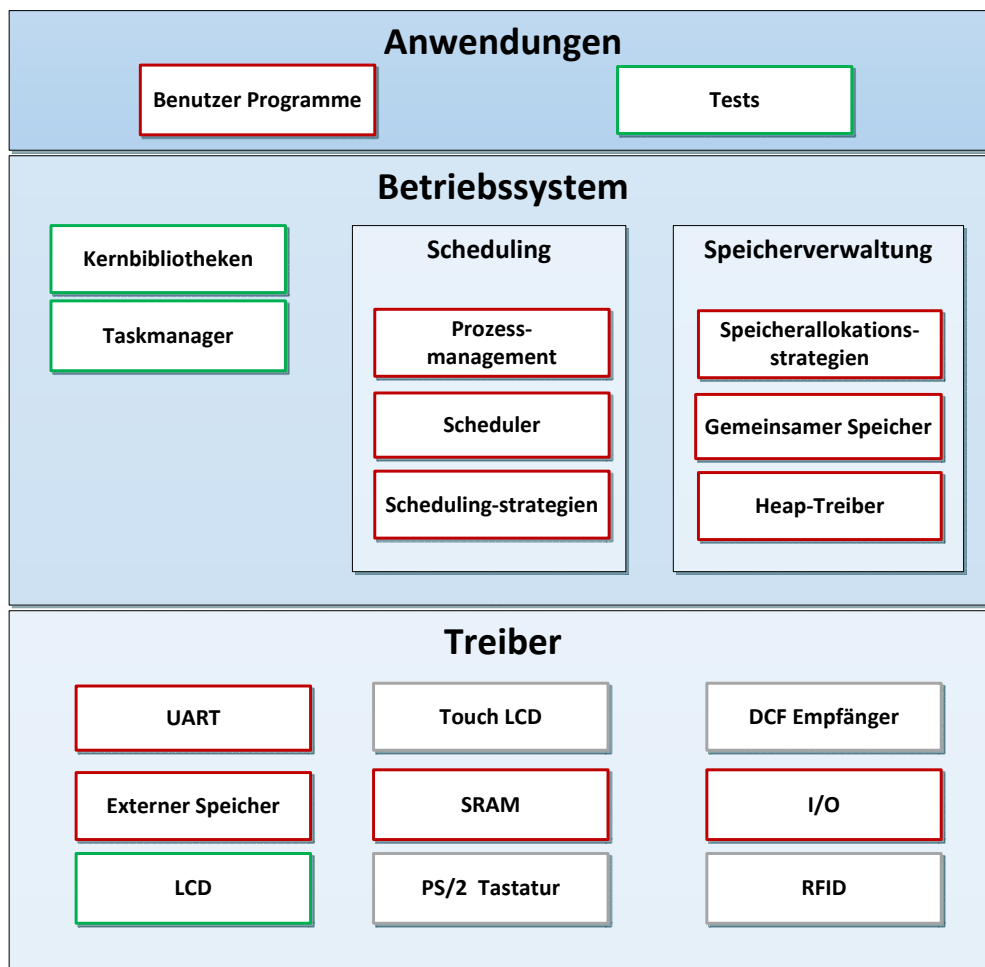 Anwendungen
Benutzer Programme
Tests
Betriebssystem
Kernbibliotheken
Taskmanager
Scheduling
Prozess-
management
Scheduler
Scheduling-strategien
Speicherverwaltung
Speicherallokations-
strategien
Gemeinsamer Speicher
Heap-Treiber
Treiber
UART
Touch LCD
DCF Empfänger
Externer Speicher
SRAM
I/O
LCD
PS/2 Tastatur
RFID